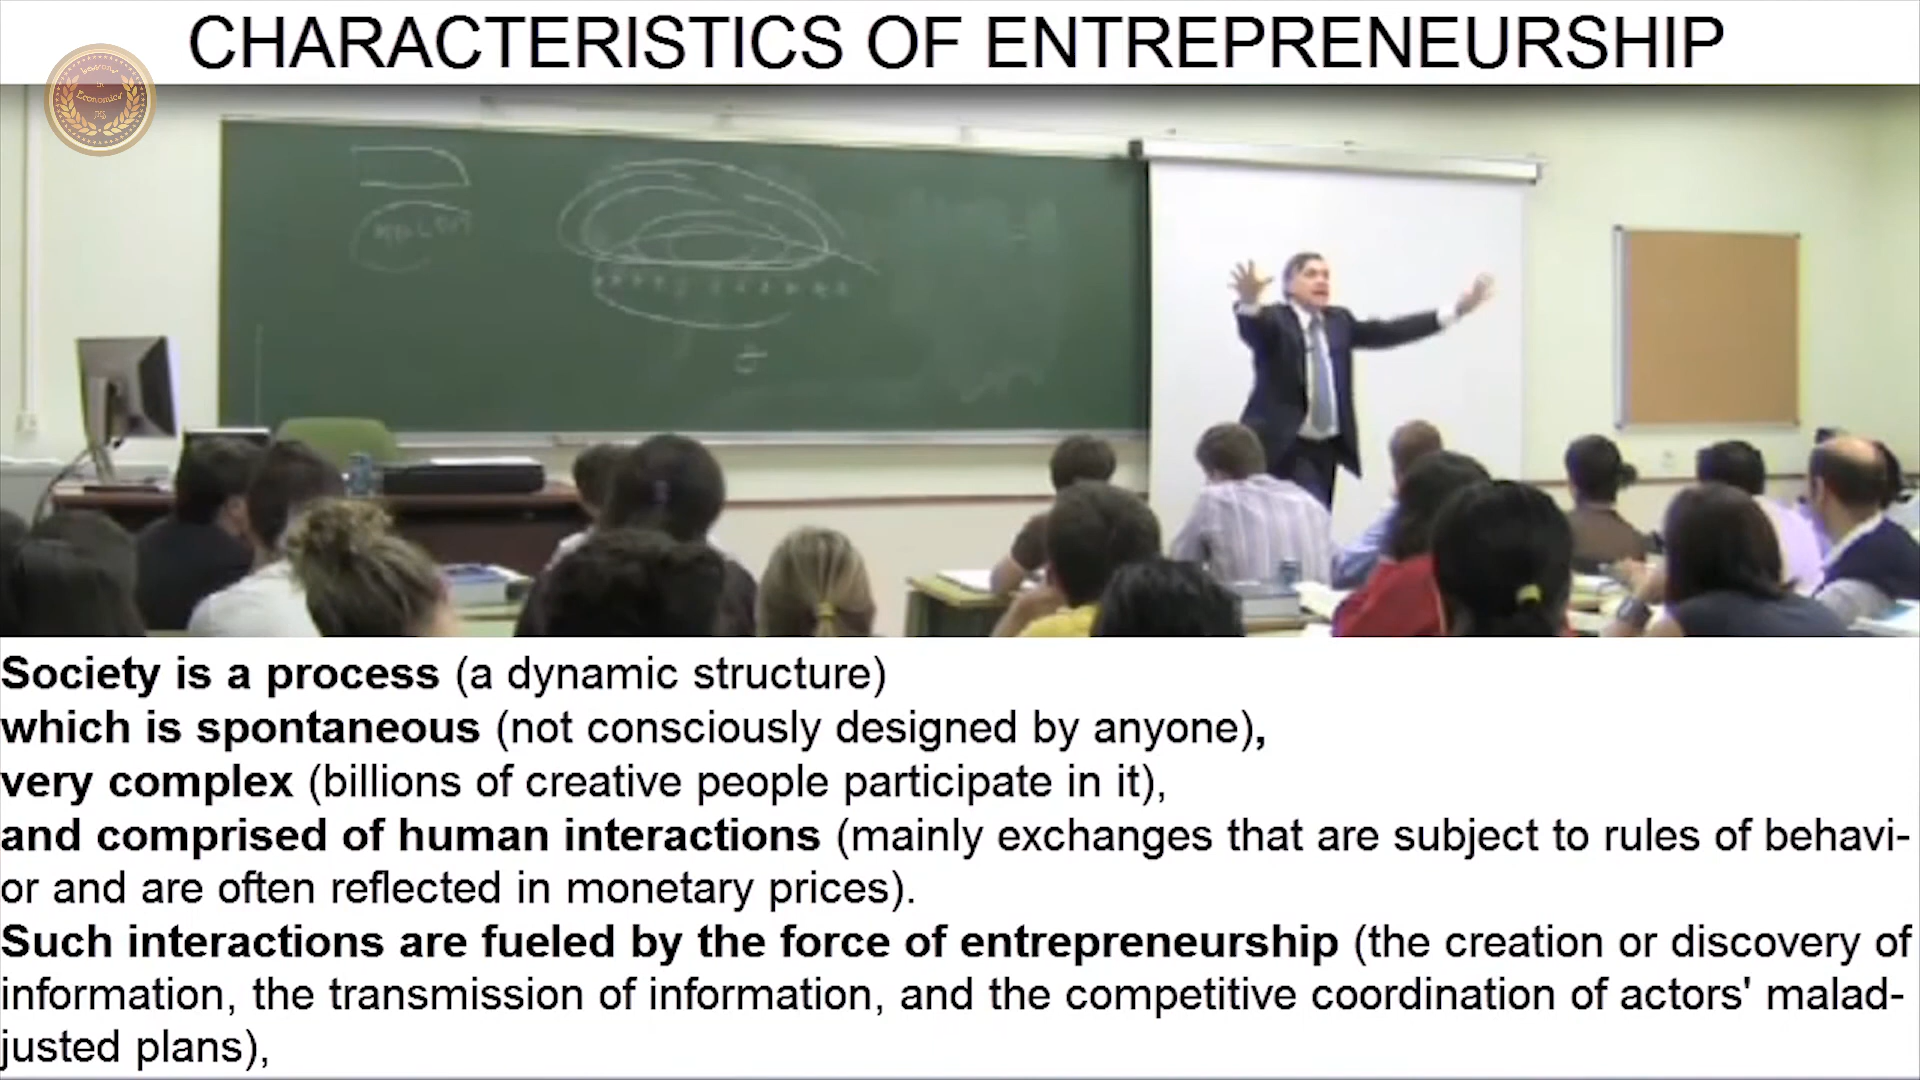 CHARACTERISTICS OF ENTREPRENEURSHIP
Lessons
in
Economics
Society is a process (a dynamic structure)
which is spontaneous (not consciously designed by anyone),
very complex (billions of creative people participate in it),
and comprised of human interactions (mainly exchanges that are subject to rules of behavi-
or and are often reflected in monetary prices).
Such interactions are fueled by the force of entrepreneurship (the creation or discovery of
information, the transmission of information, and the competitive coordination of actors' malad-
justed plans),